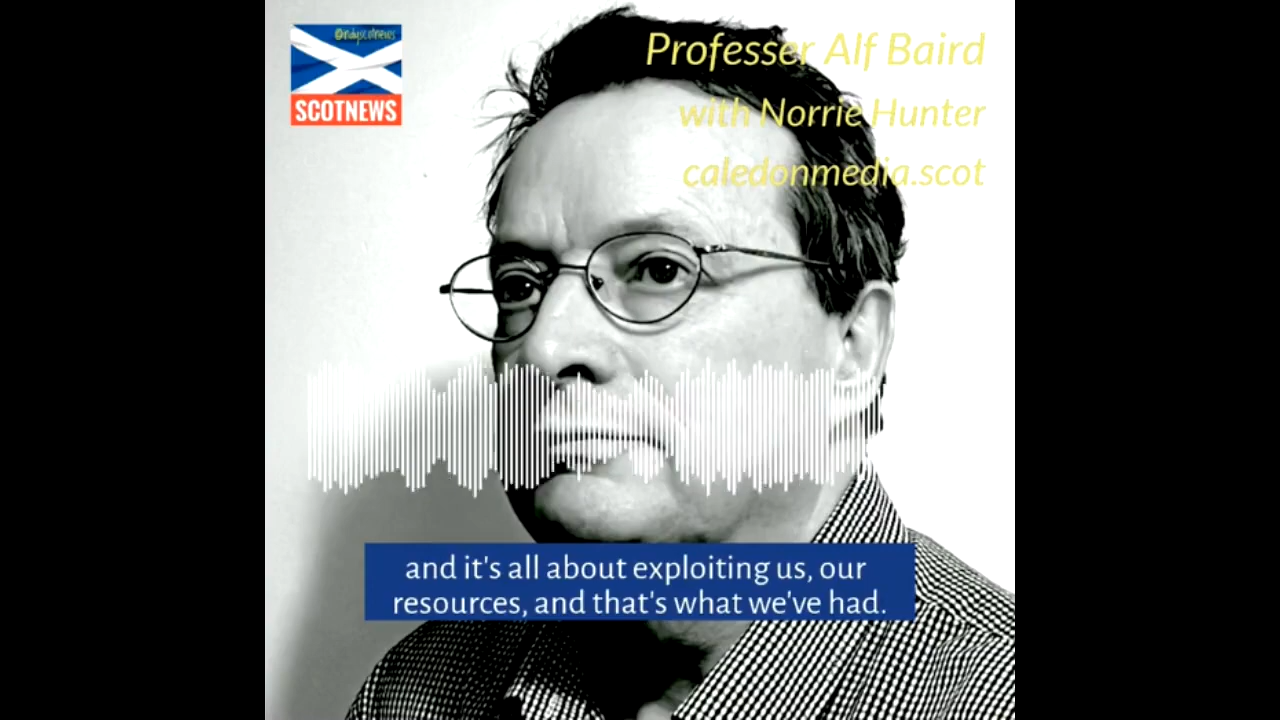 @indyscotnews
SCOTNEWS
Professer Alf Baird
with Norrie Hunter
caledonmedia.scot
and it's all about exploiting us, our
resources, and that's what we've had.